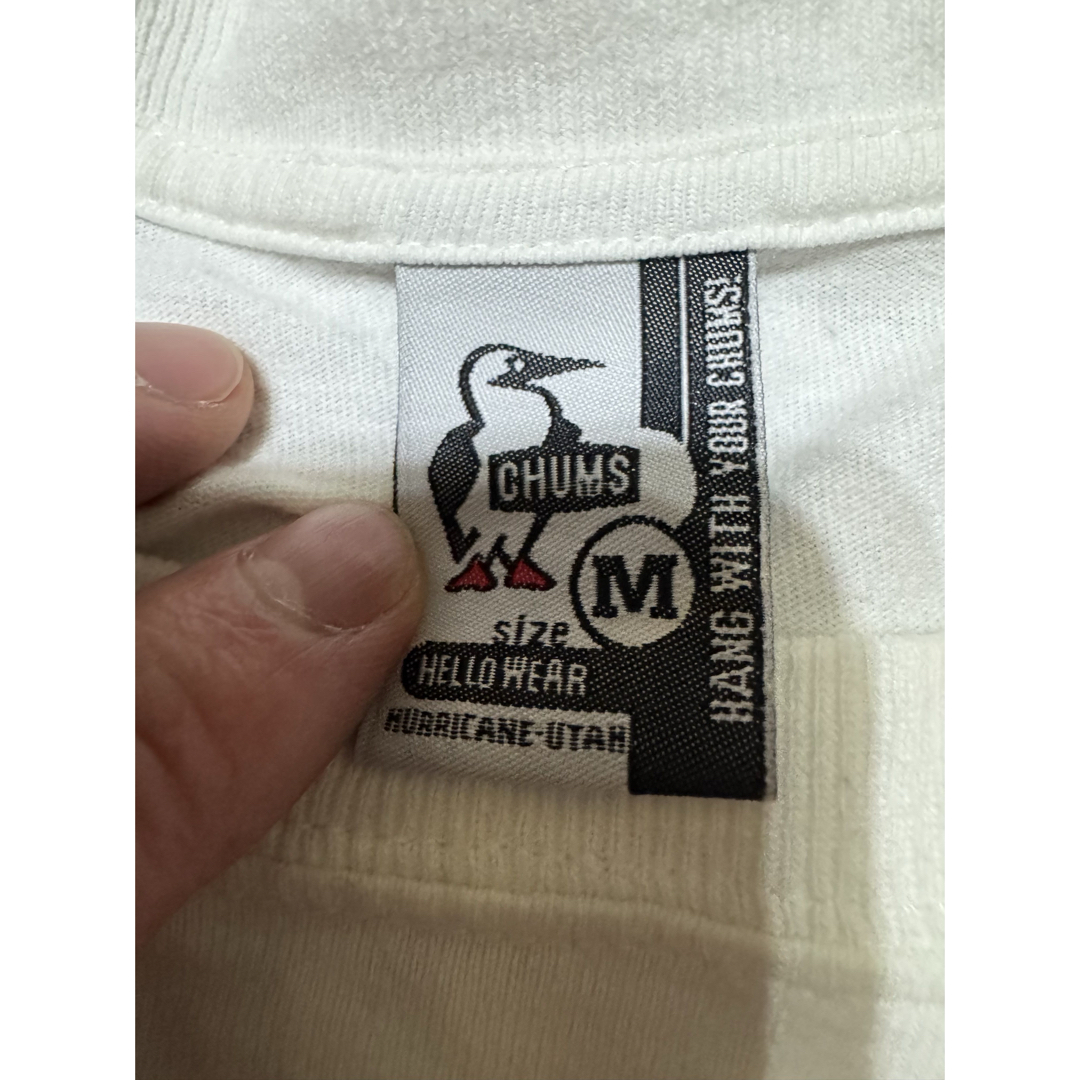 CHUMS
M
size
HELLO WEAR
HURRICANE-UTAH
HANG WITH YOUR CHUMS!